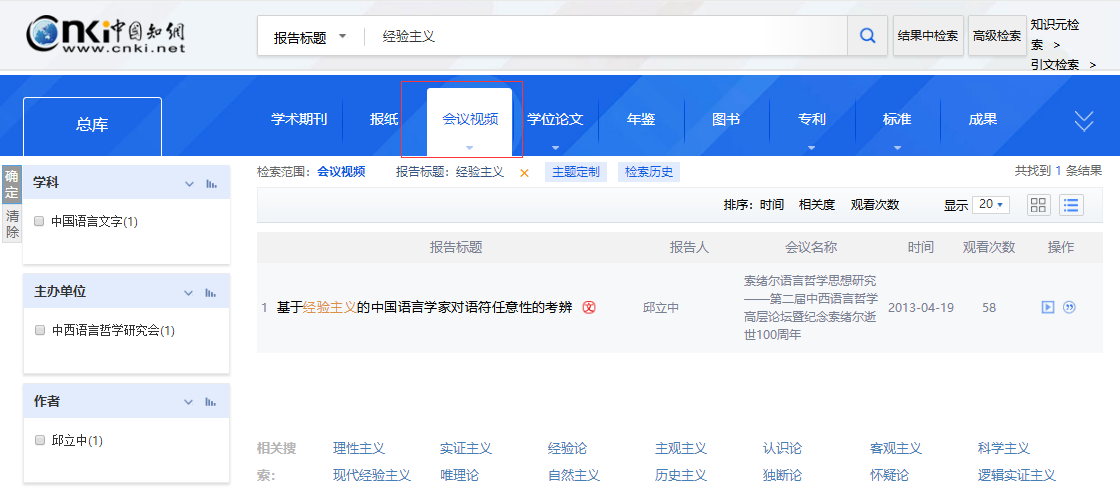 Cnki中国知网
www.cnki.net
报告标题 经验主义 结果中检索 高级检索 知识元检
索 >
引文检索 >
总库 学术期刊 报纸 会议视频 学位论文 年鉴 图书 专利 标准 成果
确定
清除
检索范围：会议视频 报告标题：经验主义 × 主题定制 检索历史 共找到 1 条结果
学科
中国语言文字(1)
主办单位
中西语言哲学研究会(1)
作者
邱立中(1)
排序：时间 相关度 观看次数 显示 20
报告标题 报告人 会议名称 时间 观看次数 操作
1 基于经验主义的中国语言学家对语符任意性的考辨 邱立中
索绪尔语言哲学思想研究
——第二届中西语言哲学
高层论坛暨纪念索绪尔逝
世100周年
2013-04-19 58
相关搜 理性主义 实证主义 经验论 主观主义 认识论 客观主义 科学主义
索： 现代经验主义 唯理论 自然主义 历史主义 独断论 怀疑论 逻辑实证主义